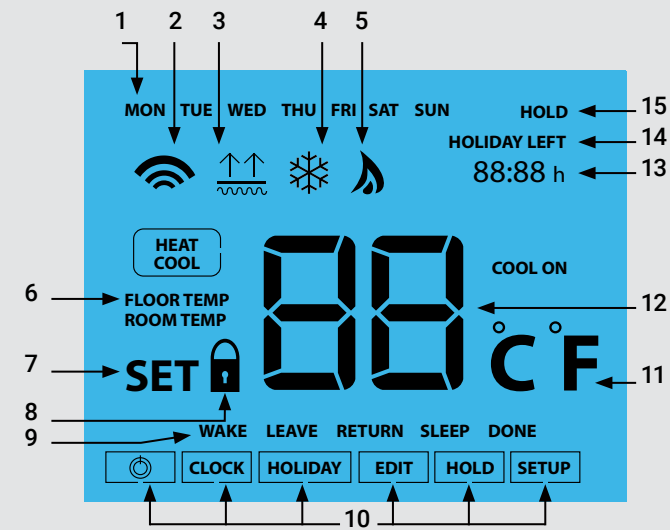 1 2 3 4 5
MON TUE WED THU FRI SAT SUN
HOLD 15
HOLIDAY LEFT 14
88:88 h 13
HEAT
COOL
88
COOL ON
6 FLOOR TEMP
ROOM TEMP
12
7 SET
°C °F
11
8
9 WAKE LEAVE RETURN SLEEP DONE
CLOCK HOLIDAY EDIT HOLD SETUP
10